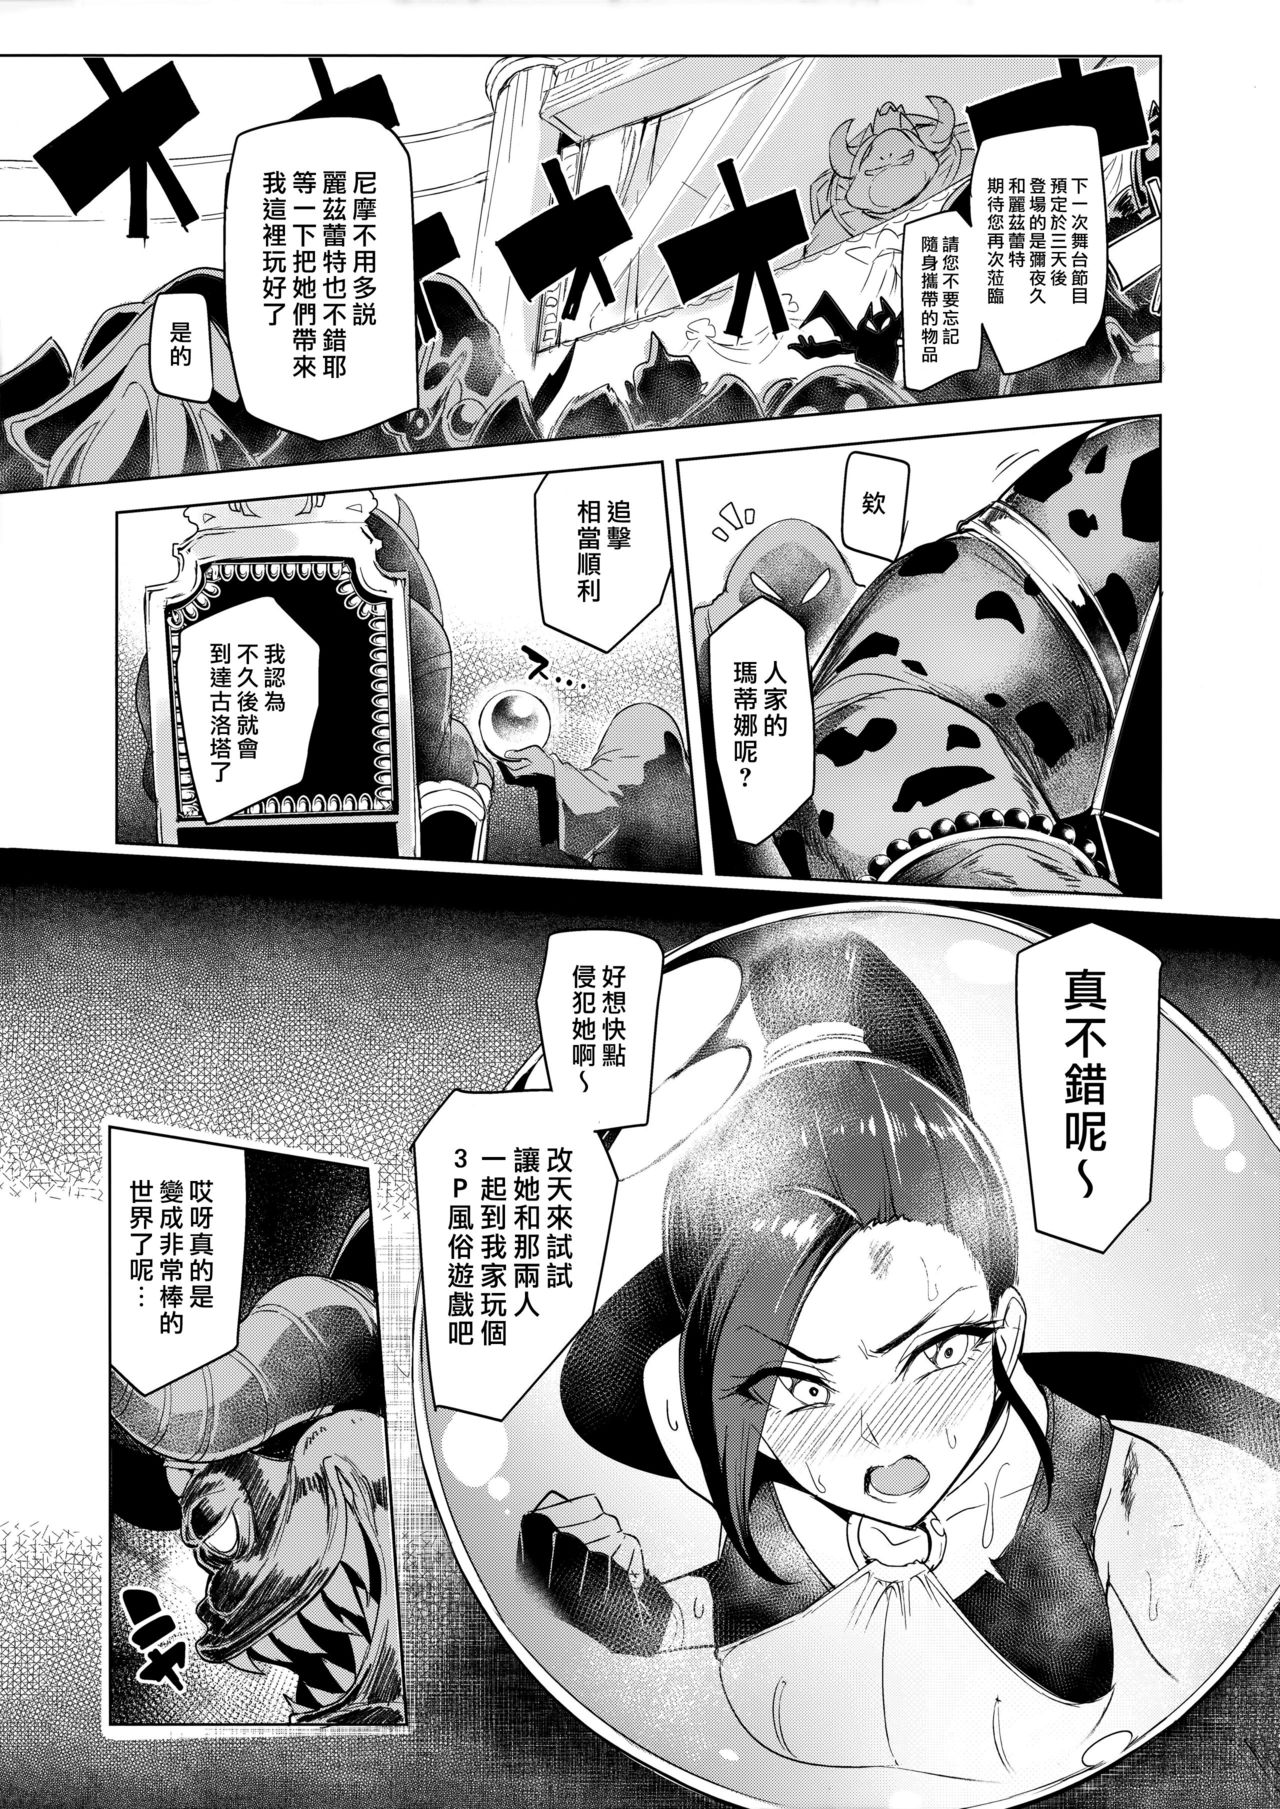 下一次舞台節目
預定於三天後
登場的是彌夜久
和麗茲蕾特
期待您再次蒞臨
請您不要忘記
隨身攜帶的物品
尼摩不用多説
麗茲蕾特也不錯耶
等一下把她們帶來
我這裡玩好了
是的
欸
人家的
瑪蒂娜呢?
追擊
相當順利
ス…
我認為
不久後就會
到達古洛塔了
真不錯呢～
好想快點
侵犯她啊～
改天來試試
讓她和那兩人
一起到我家玩個
3P風俗遊戲吧
哎呀真的是
變成非常棒的
世界了呢…
ニヤ